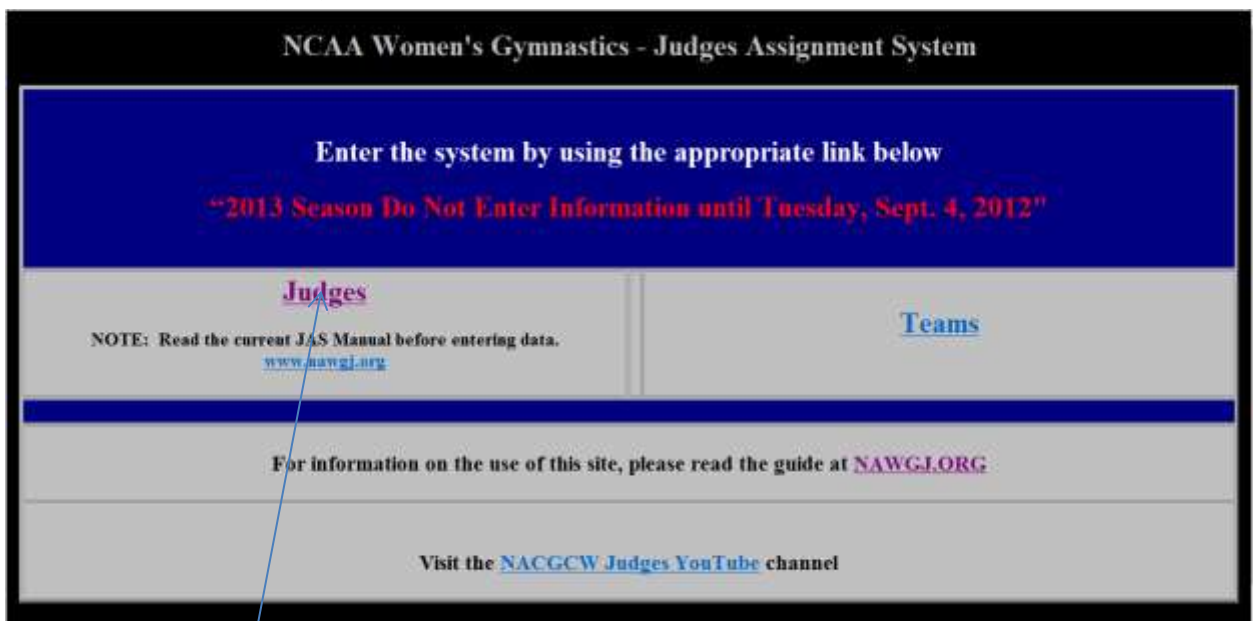 NCAA Women's Gymnastics - Judges Assignment System
Enter the system by using the appropriate link below
"2013 Season Do Not Enter Information until Tuesday, Sept. 4, 2012"
Judges
NOTE: Read the current JAS Manual before entering data.
www.nawgj.org
Teams
For information on the use of this site, please read the guide at NAWGJ.ORG
Visit the NACGCW Judges YouTube channel